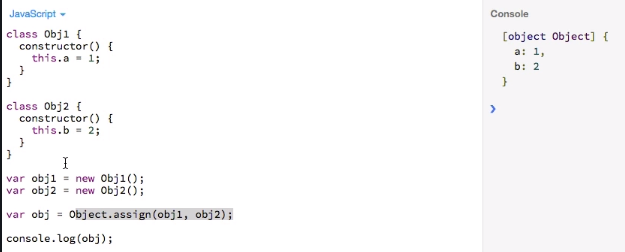 JavaScript
class Obj1 {
  constructor() {
    this.a = 1;
  }
}
class Obj2 {
  constructor() {
    this.b = 2;
  }
}
var obj1 = new Obj1();
var obj2 = new Obj2();
var obj = Object.assign(obj1, obj2);
console.log(obj);
Console
[object Object] {
  a: 1,
  b: 2
}